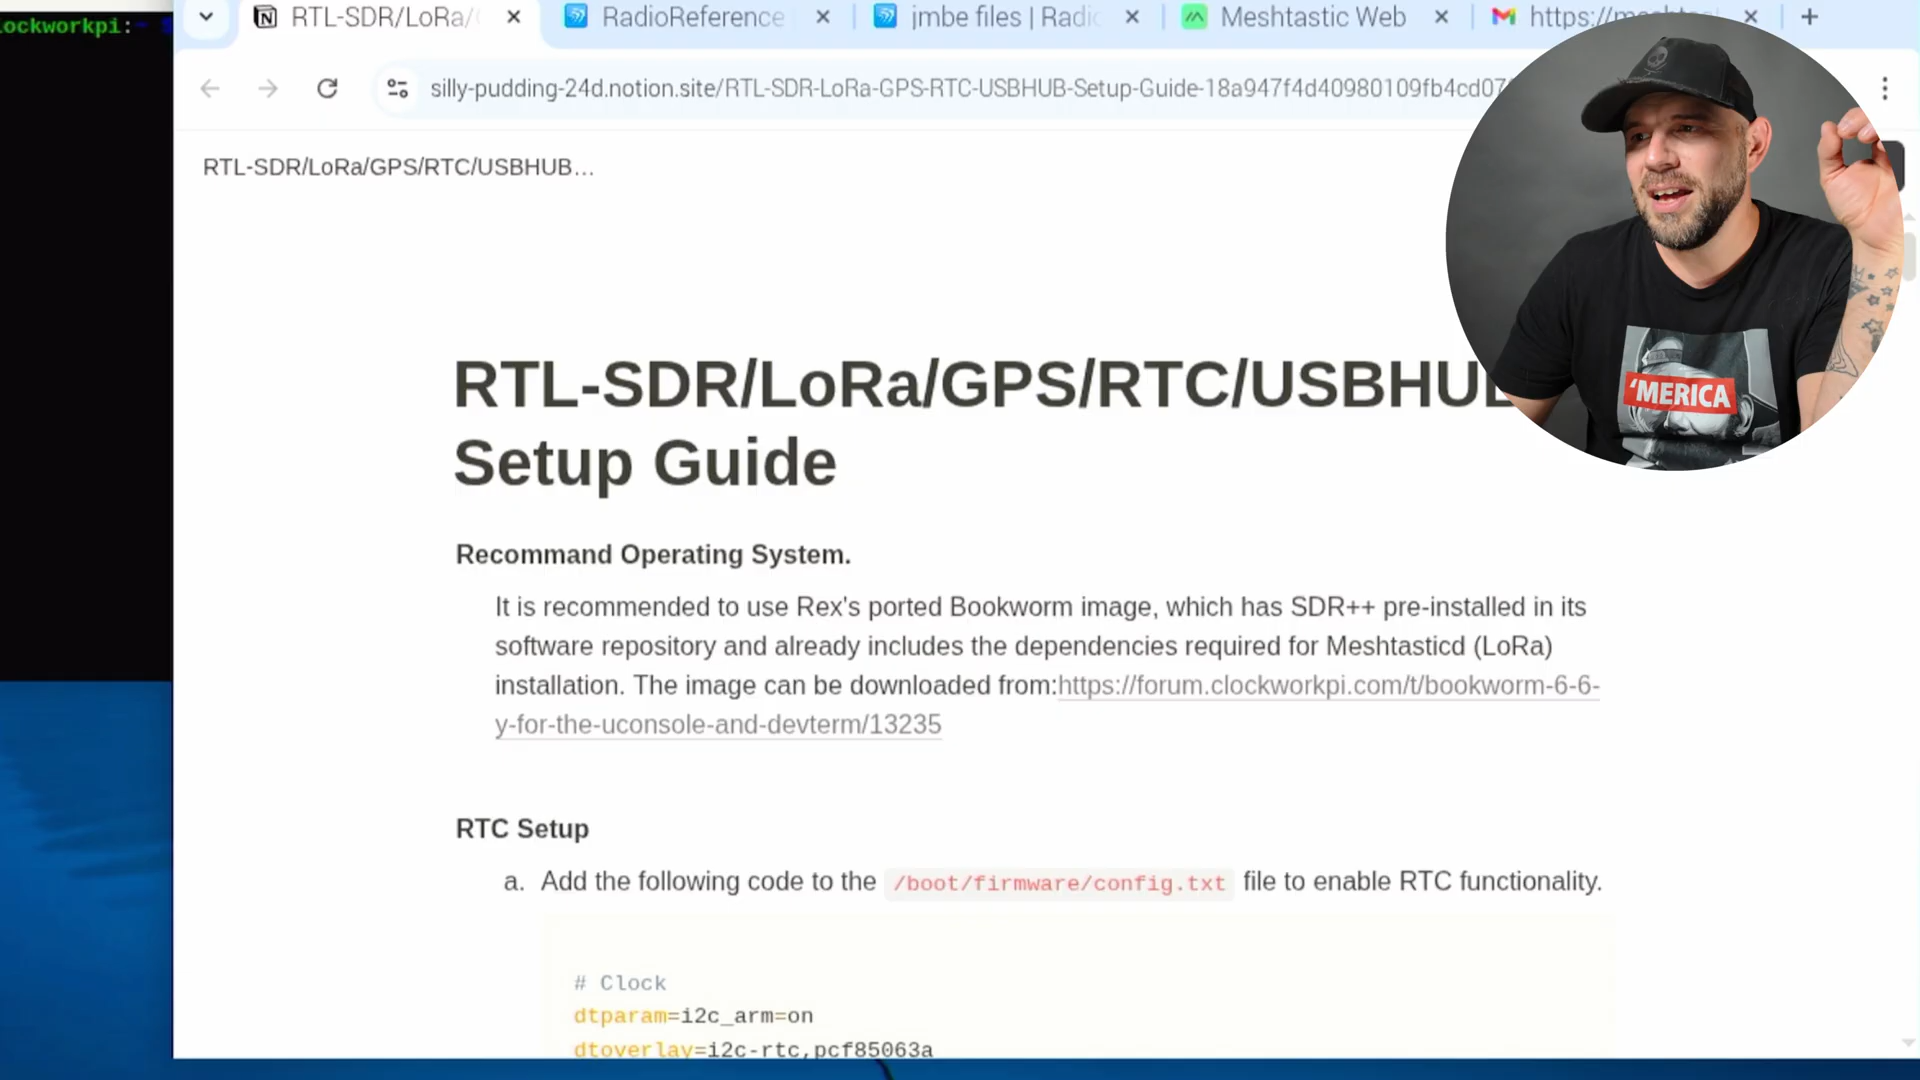 lockworkpi:~ $
RTL-SDR/LoRa/
RadioReference
jmbe files | Radio
Meshtastic Web
https://meshtast
silly-pudding-24d.notion.site/RTL-SDR-LoRa-GPS-RTC-USBHUB-Setup-Guide-18a947f4d40980109fb4cd07
RTL-SDR/LoRa/GPS/RTC/USBHUB…
RTL-SDR/LoRa/GPS/RTC/USBHUB
Setup Guide
'MERICA
Recommand Operating System.
It is recommended to use Rex's ported Bookworm image, which has SDR++ pre-installed in its
software repository and already includes the dependencies required for Meshtasticd (LoRa)
installation. The image can be downloaded from:https://forum.clockworkpi.com/t/bookworm-6-6-
y-for-the-uconsole-and-devterm/13235
RTC Setup
a. Add the following code to the /boot/firmware/config.txt file to enable RTC functionality.
# Clock
dtparam=i2c_arm=on
dtoverlay=i2c-rtc,pcf85063a